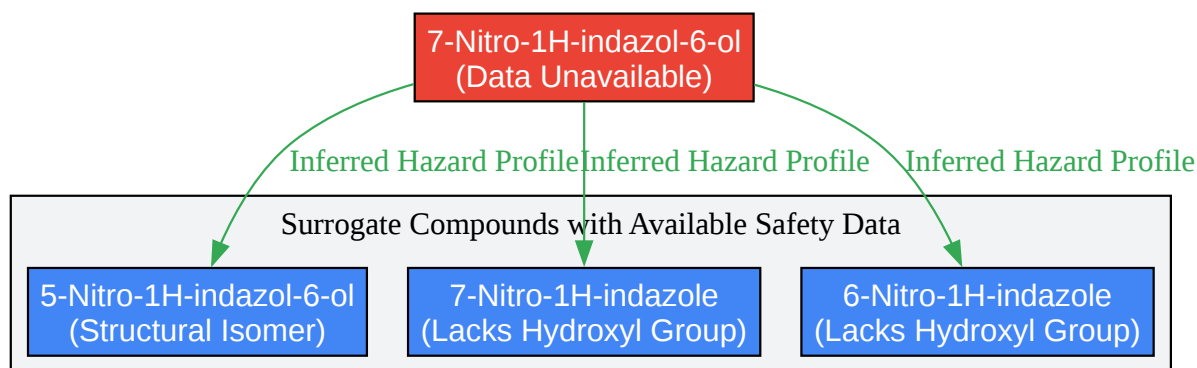 7-Nitro-1H-indazol-6-ol
(Data Unavailable)
Inferred Hazard Profile
Inferred Hazard Profile
Inferred Hazard Profile
Surrogate Compounds with Available Safety Data
5-Nitro-1H-indazol-6-ol
(Structural Isomer)
7-Nitro-1H-indazole
(Lacks Hydroxyl Group)
6-Nitro-1H-indazole
(Lacks Hydroxyl Group)